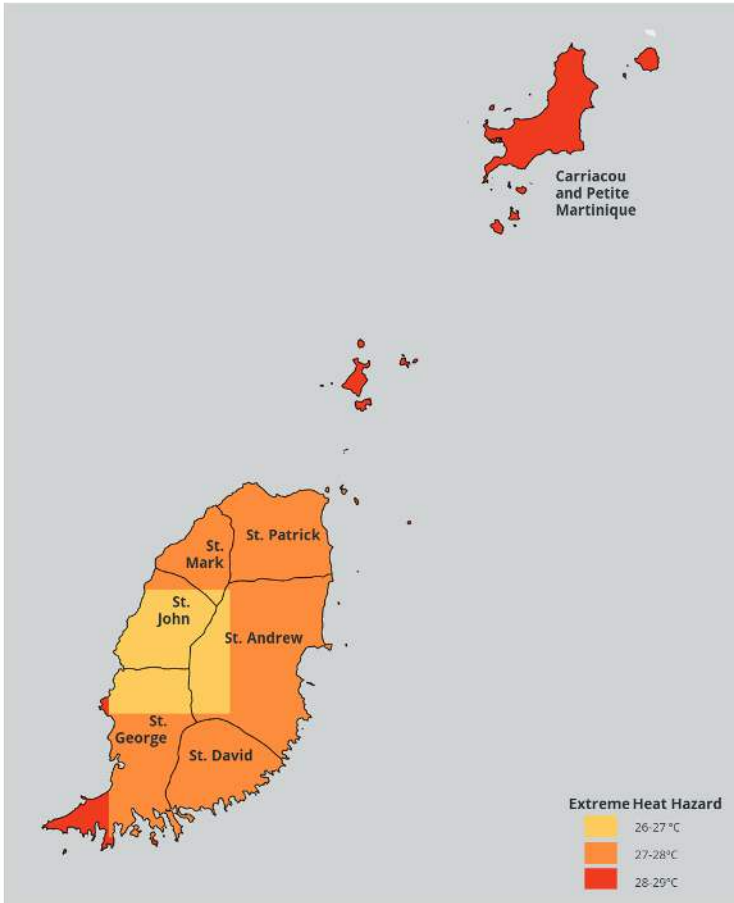 Carriacou
and Petite
Martinique
St. Patrick
St.
Mark
St.
John
St. Andrew
St.
George
St. David
Extreme Heat Hazard
26-27 °C
27-28°C
28-29°C